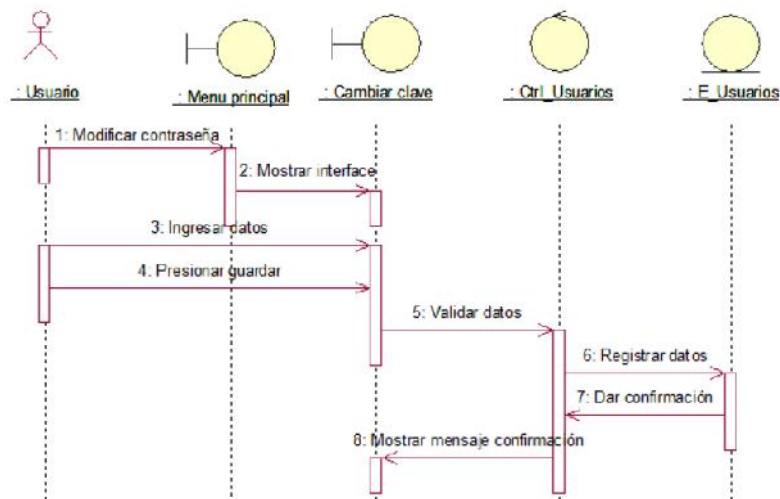 : Usuario
: Menu principal
: Cambiar clave
: Ctrl_Usuarios
: E_Usuarios
1: Modificar contraseña
2: Mostrar interface
3: Ingresar datos
4: Presionar guardar
5: Validar datos
6: Registrar datos
7: Dar confirmación
8: Mostrar mensaje confirmación